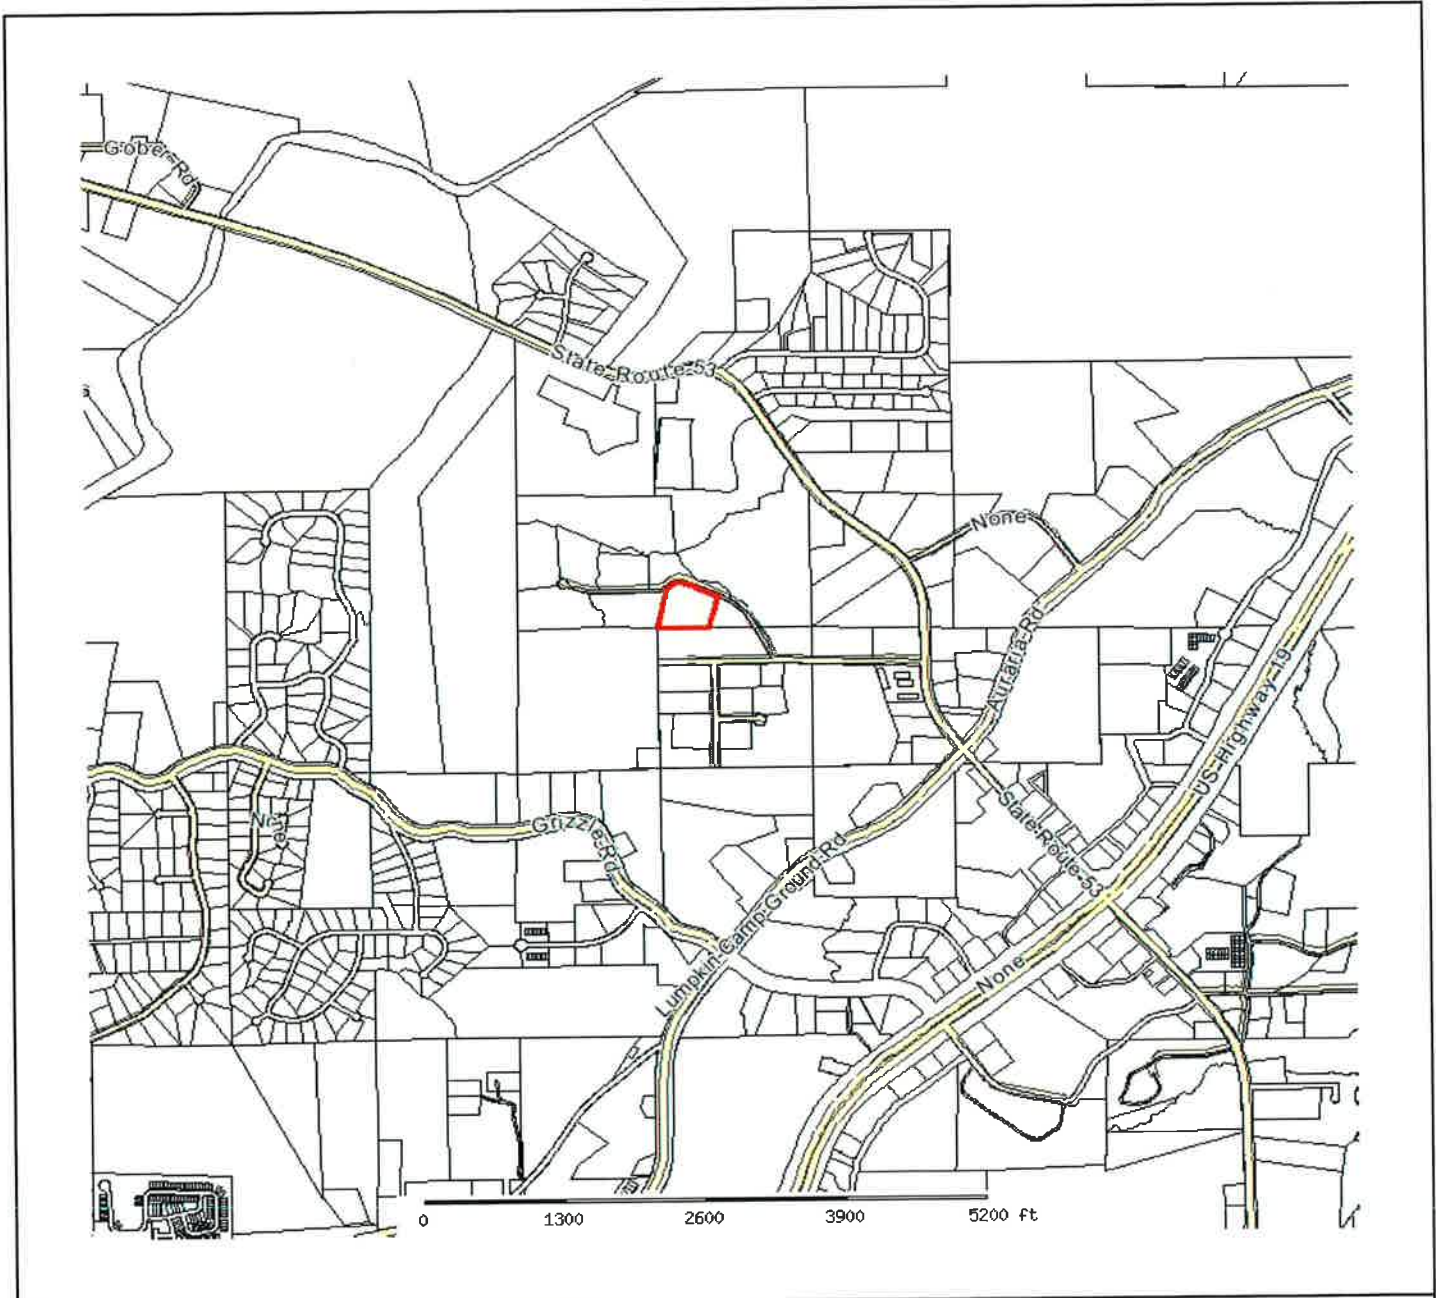 Gober Rd
State Route 53
None
Auraria Rd
US Highway 19
None
Grizzle Rd
State Route 53
Lumpkin Camp Ground Rd
None
0 1300 2600 3900 5200 ft